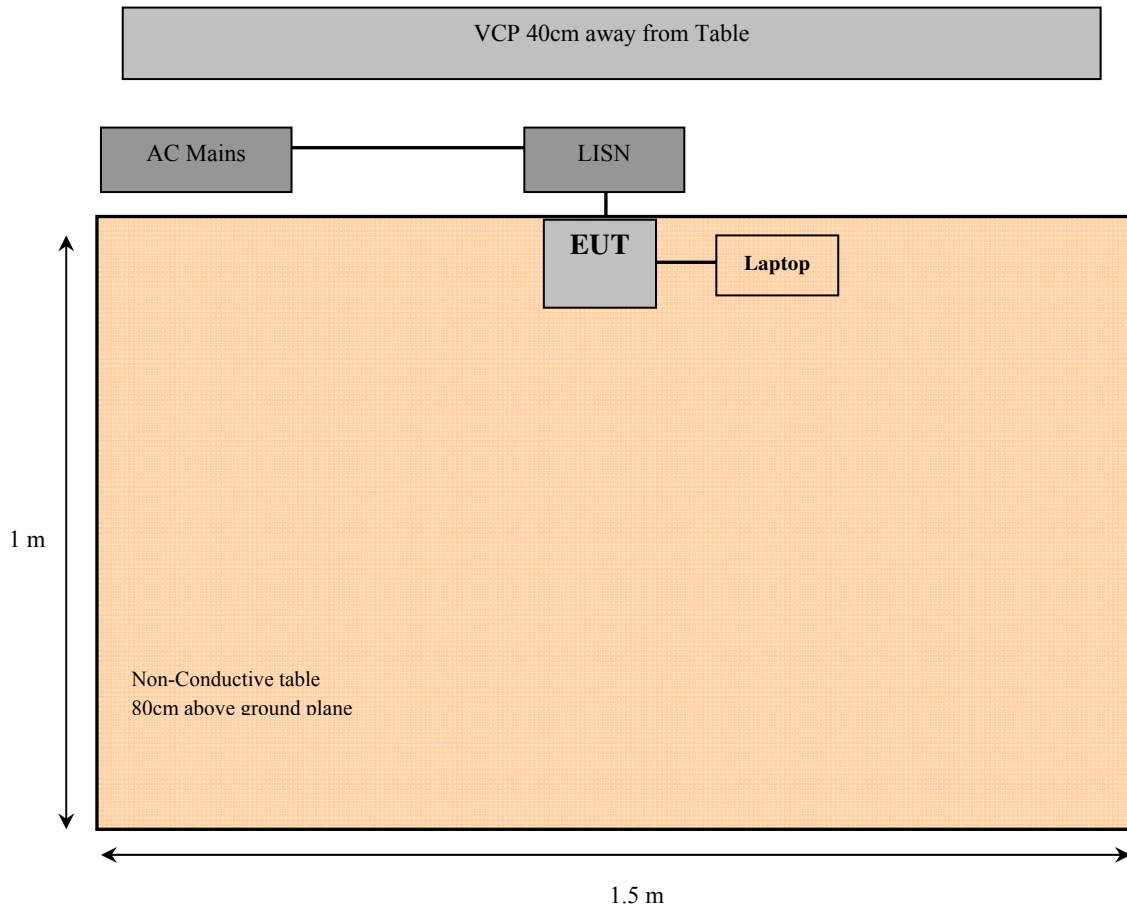 VCP 40cm away from Table
AC Mains
LISN
EUT
Laptop
1 m
Non-Conductive table
80cm above ground plane
1.5 m